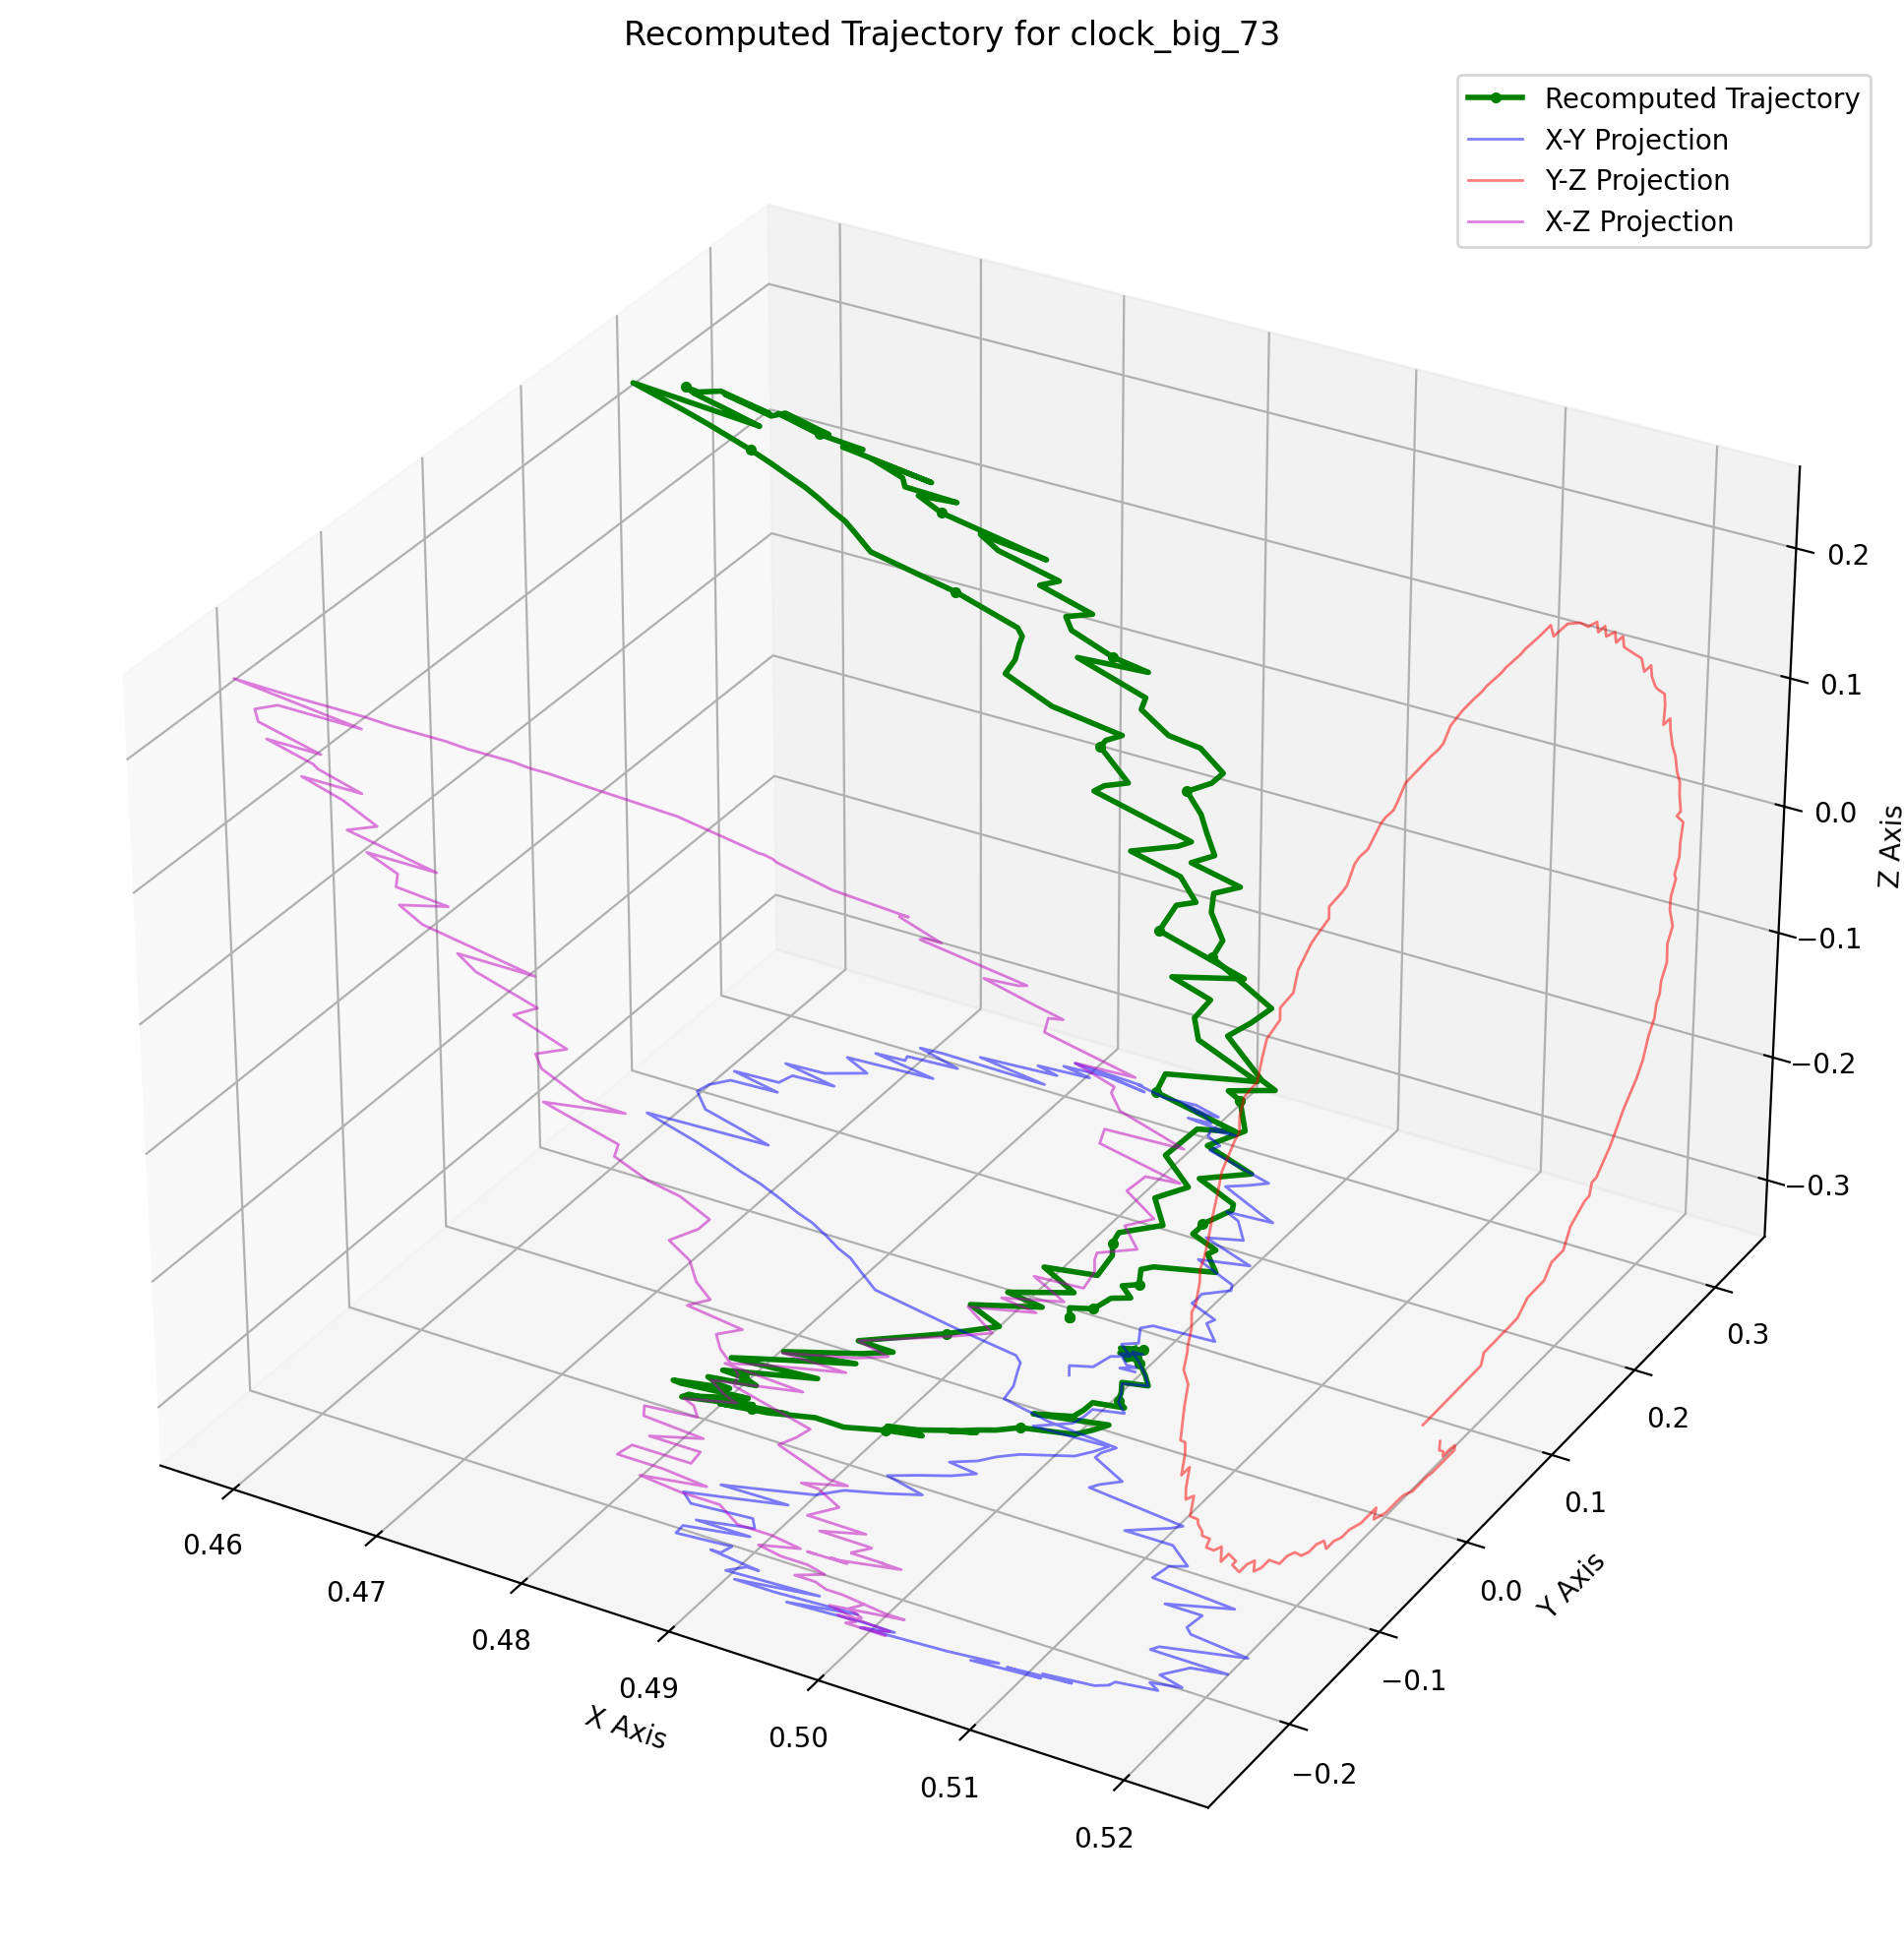 Recomputed Trajectory for clock_big_73
Recomputed Trajectory
X-Y Projection
Y-Z Projection
X-Z Projection
0.2
0.1
0.0
−0.1
−0.2
−0.3
Z Axis
0.3
0.2
0.1
0.0
−0.1
−0.2
Y Axis
0.46
0.47
0.48
0.49
0.50
0.51
0.52
X Axis